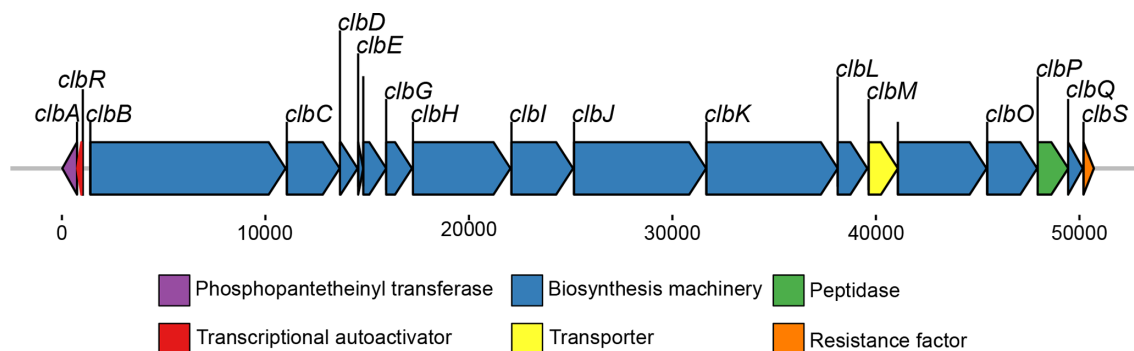 clbD
clbE
clbR
clbL
clbP
clbG
clbM
clbQ
clbA
clbB
clbC
clbH
clbI
clbJ
clbK
clbO
clbS
0
10000
20000
30000
40000
50000
Phosphopantetheinyl transferase
Biosynthesis machinery
Peptidase
Transcriptional autoactivator
Transporter
Resistance factor